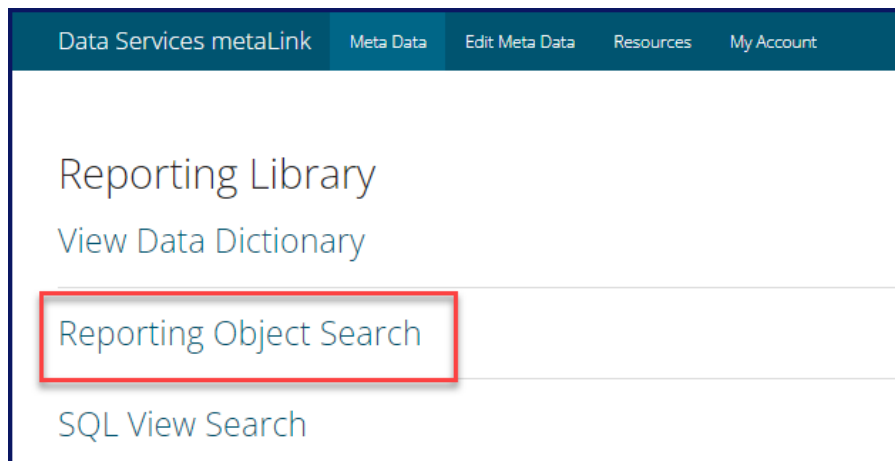 Data Services metaLink Meta Data Edit Meta Data Resources My Account
Reporting Library
View Data Dictionary
Reporting Object Search
SQL View Search